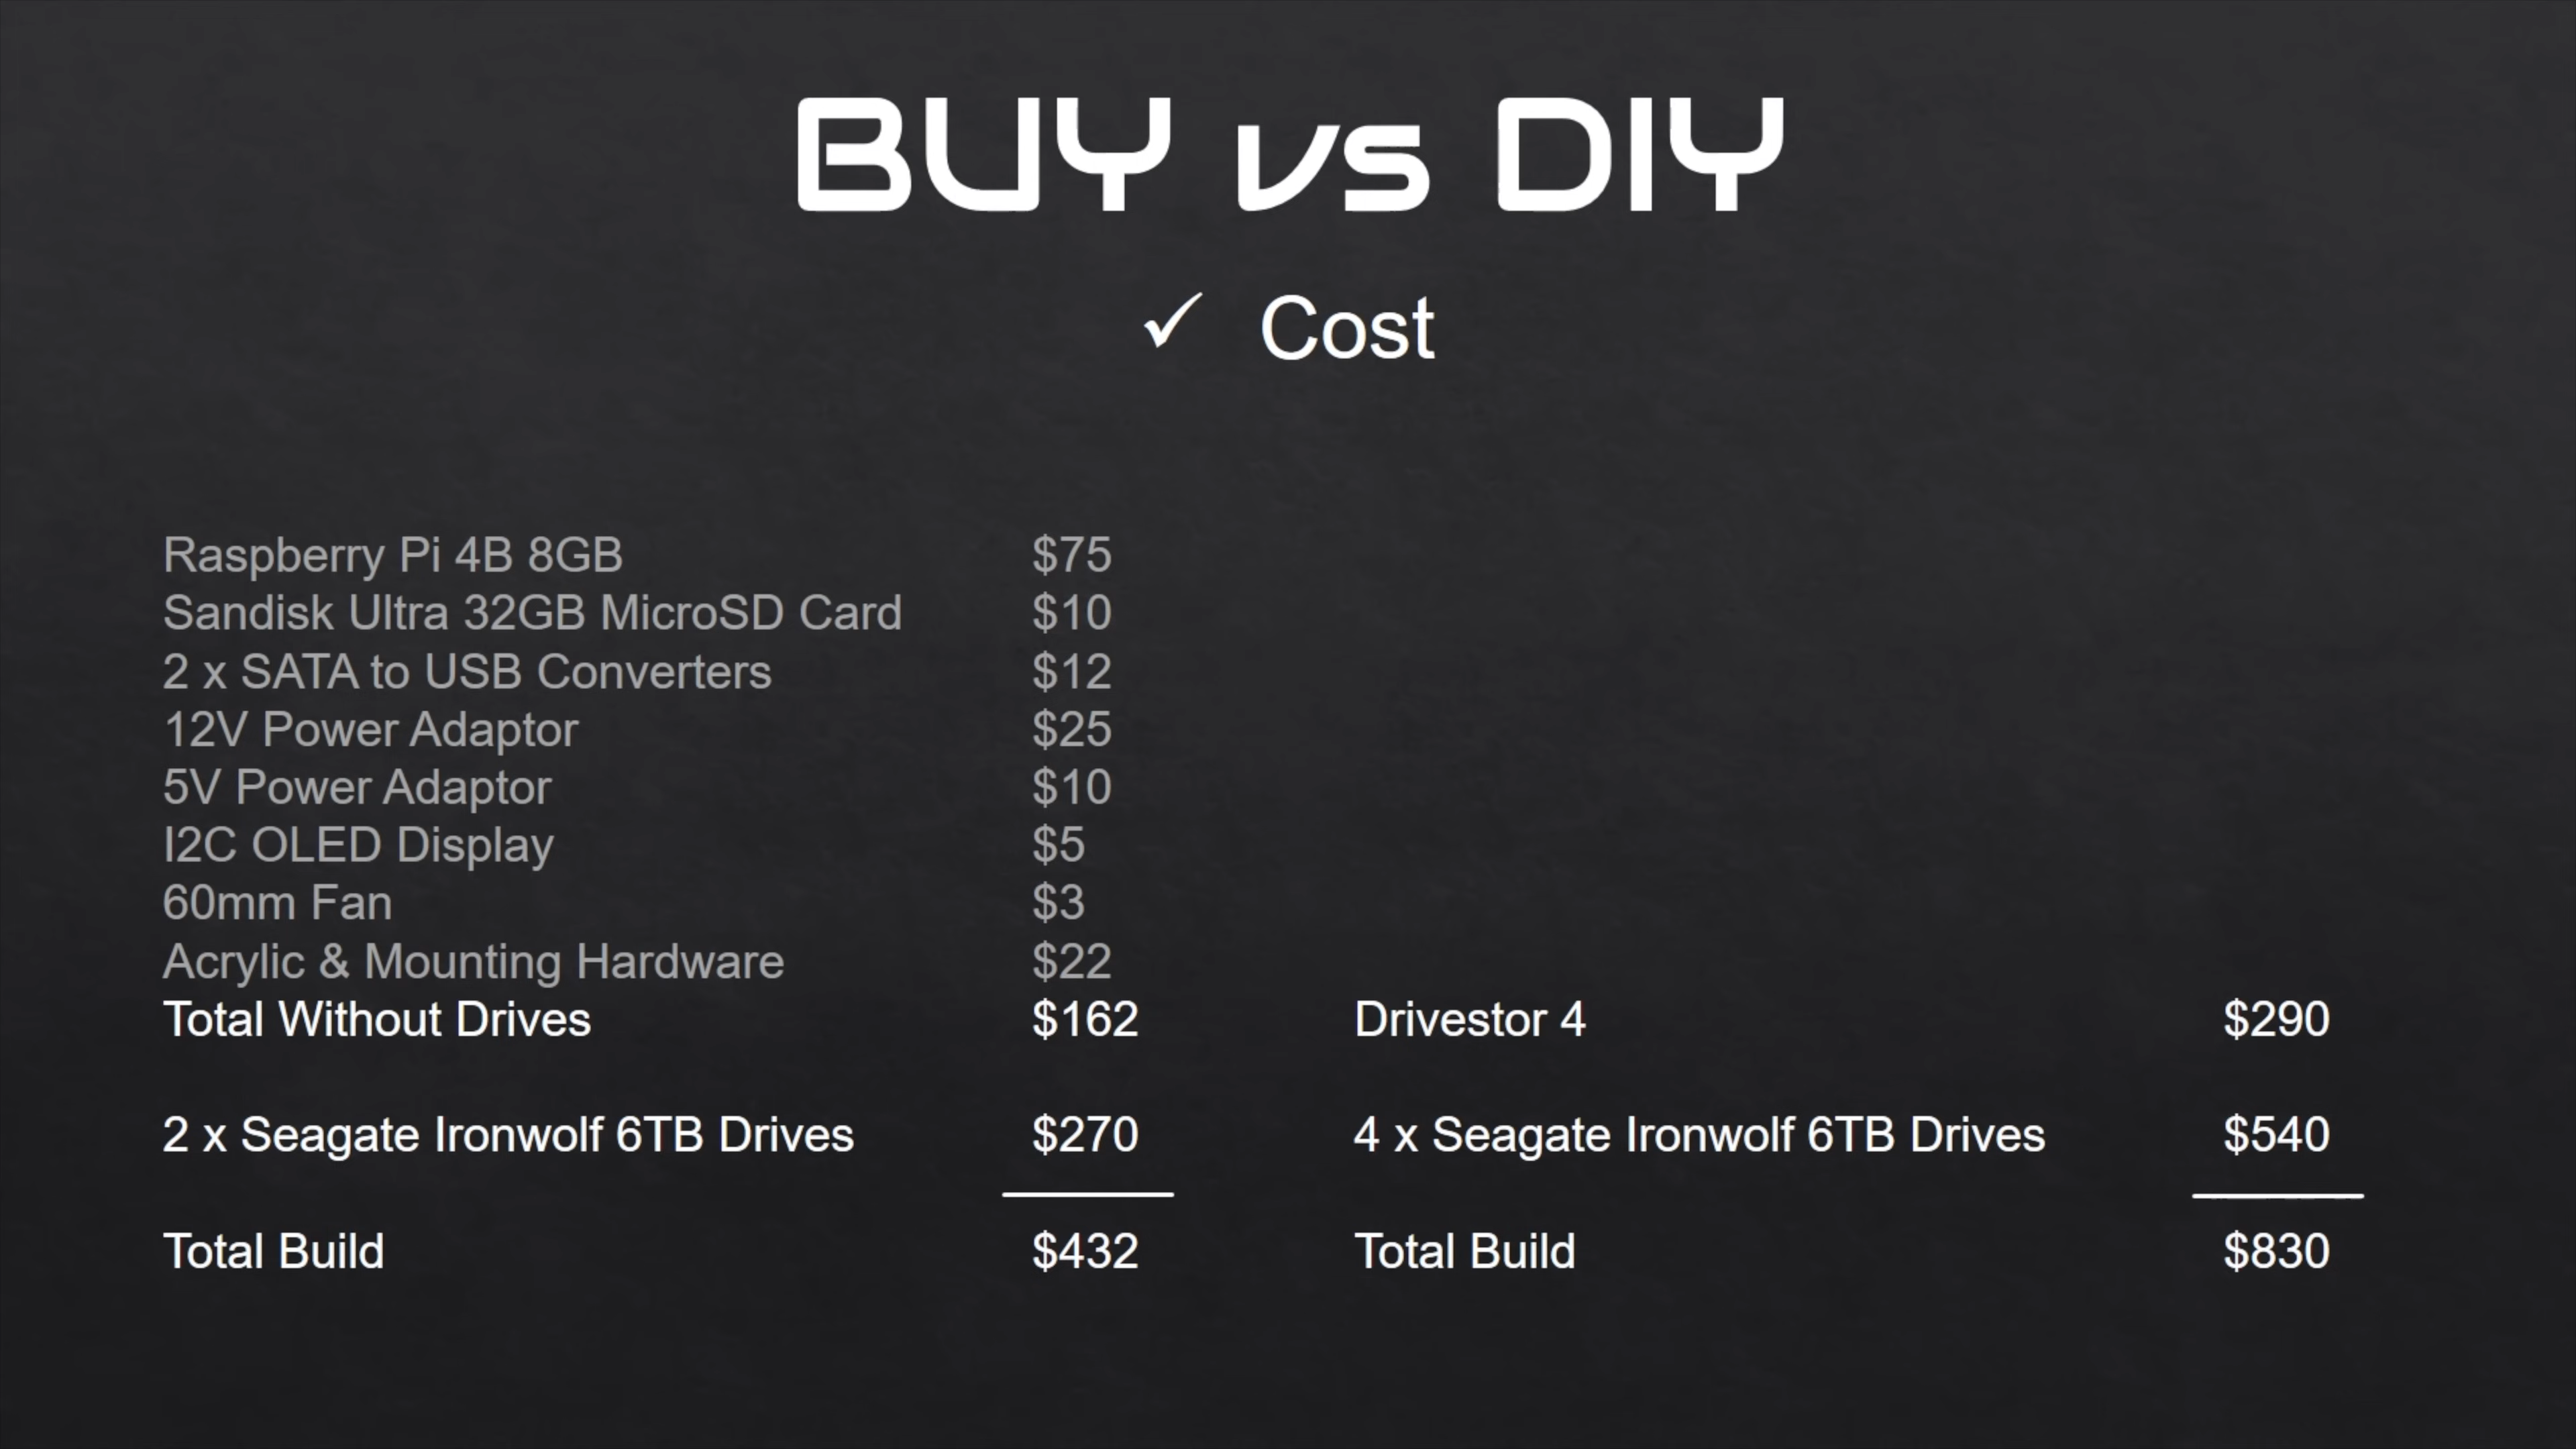 BUY vs DIY
✓ Cost
Raspberry Pi 4B 8GB $75
Sandisk Ultra 32GB MicroSD Card $10
2 x SATA to USB Converters $12
12V Power Adaptor $25
5V Power Adaptor $10
I2C OLED Display $5
60mm Fan $3
Acrylic & Mounting Hardware $22
Total Without Drives $162 Drivestor 4 $290
2 x Seagate Ironwolf 6TB Drives $270 4 x Seagate Ironwolf 6TB Drives $540
Total Build $432 Total Build $830